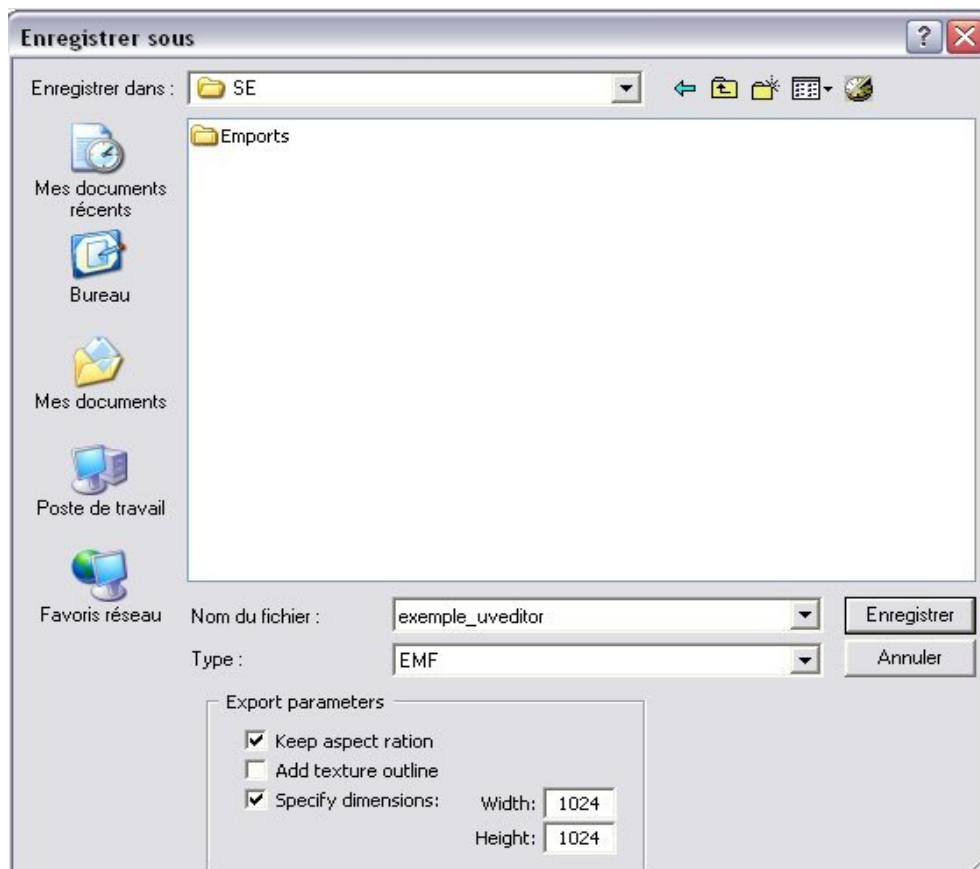 Enregistrer sous
Enregistrer dans :
SE
Emports
Mes documents
récents
Bureau
Mes documents
Poste de travail
Favoris réseau
Nom du fichier :
exemple_uveditor
Enregistrer
Type :
EMF
Annuler
Export parameters
Keep aspect ration
Add texture outline
Specify dimensions:
Width:
1024
Height:
1024